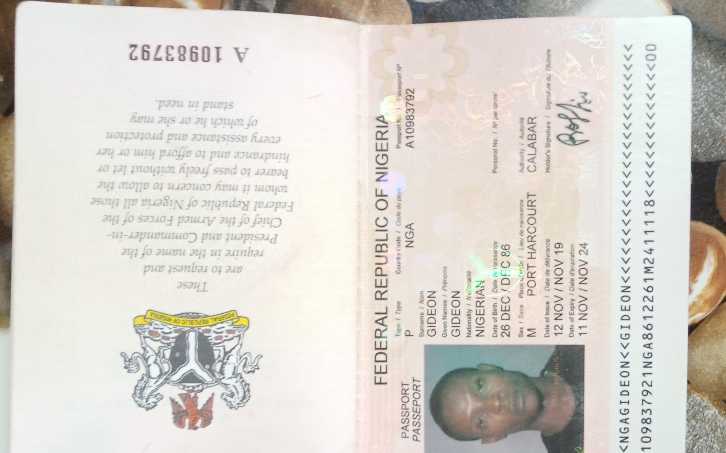 A 10983792
These
are to request and
require in the name of the
President and Commander-in-
Chief of the Armed Forces of the
Federal Republic of Nigeria all those
whom it may concern to allow the
bearer to pass freely without let or
hindrance and to afford him or her
every assistance and protection
of which he or she may
stand in need.
FEDERAL REPUBLIC OF NIGERIA
PASSPORT
PASSEPORT
Type / Type
P
Country code / Code du pays
NGA
Passport Nº / Passeport Nº
A10983792
Surname / Nom
GIDEON
Given Names / Prénoms
GIDEON
Nationality / Nationalité
NIGERIAN
Date of Birth / Date de naissance
26 DEC / DEC 86
Personal No. / Nº personnel
Sex / Sexe
M
Place of Birth / Lieu de naissance
PORT HARCOURT
Authority / Autorité
CALABAR
Date of Issue / Date de délivrance
12 NOV / NOV 19
Holder's Signature / Signature du Titulaire
Date of Expiry / Date d'expiration
11 NOV / NOV 24
<NGAGIDEON<<GIDEON<<<<<<<<<<<<<<<<<<<<<<
109837921NGA8612261M2411118<<<<<<<<<<<<<<00